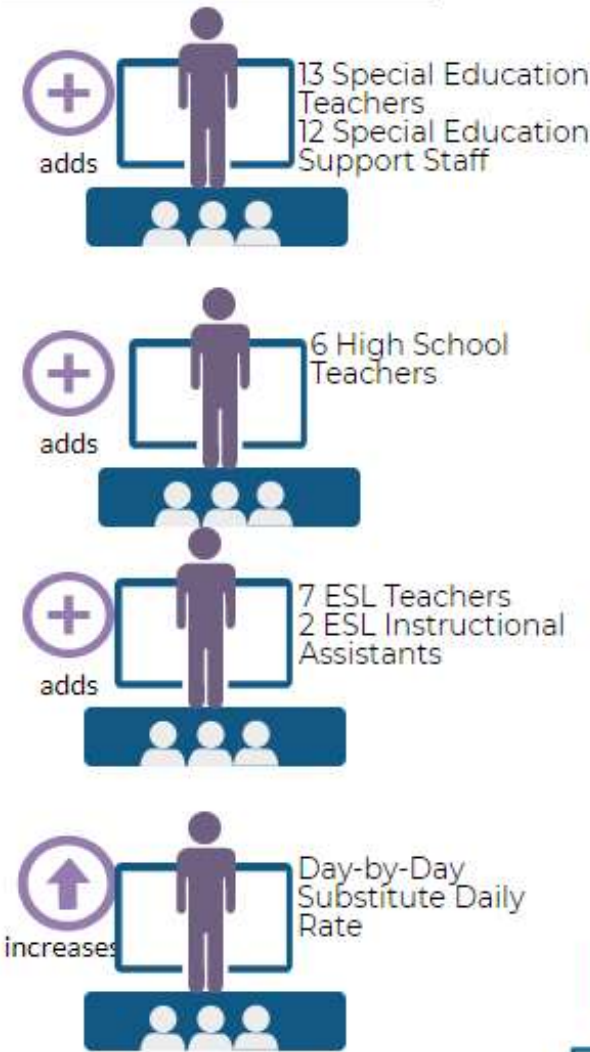 13 Special Education
Teachers
12 Special Education
Support Staff
adds
6 High School
Teachers
adds
7 ESL Teachers
2 ESL Instructional
Assistants
adds
Day-by-Day
Substitute Daily
Rate
increases